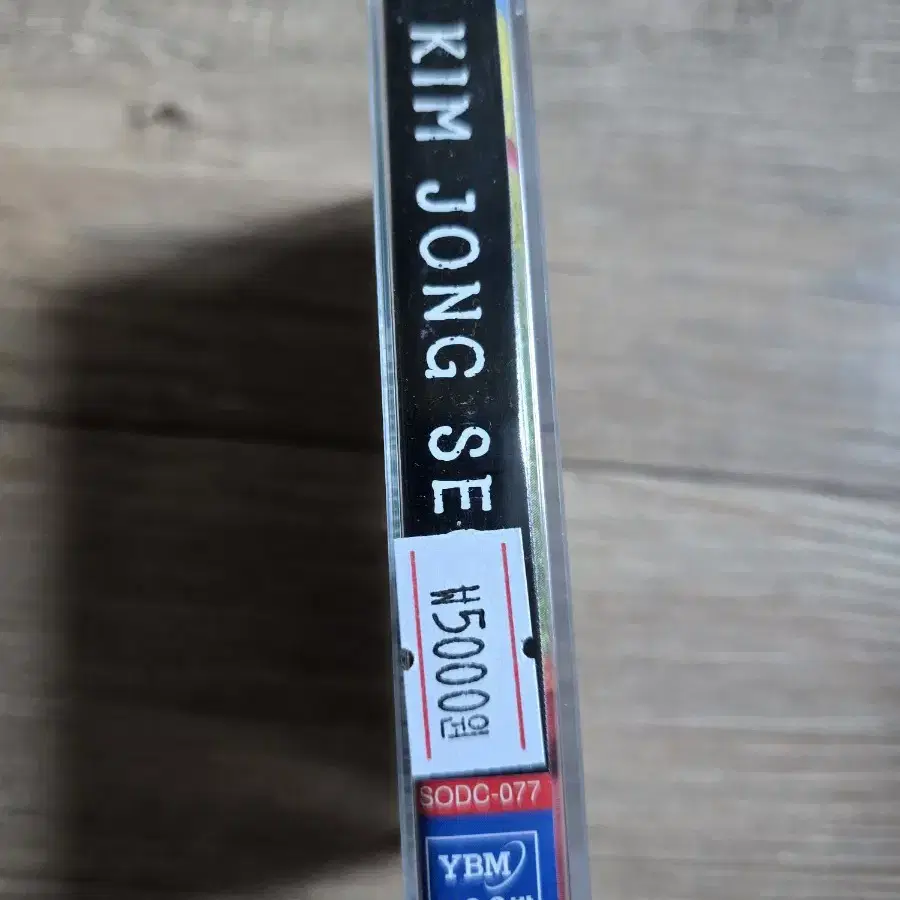 KIM JONG SE
₩5000원
SODC-077
YBM